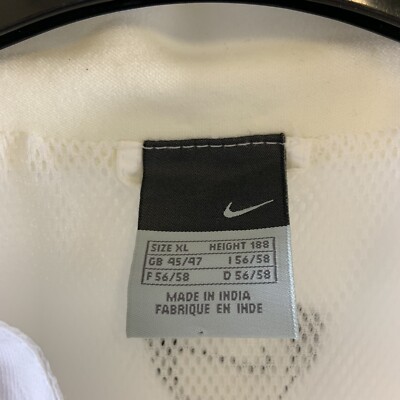 SIZE XL HEIGHT 188
GB 45/47 I 56/58
F 56/58 D 56/58
MADE IN INDIA
FABRIQUE EN INDE